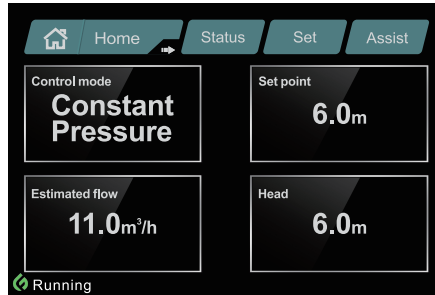 Home Status Set Assist
Control mode
Constant
Pressure
Set point
6.0m
Estimated flow
11.0m³/h
Head
6.0m
Running